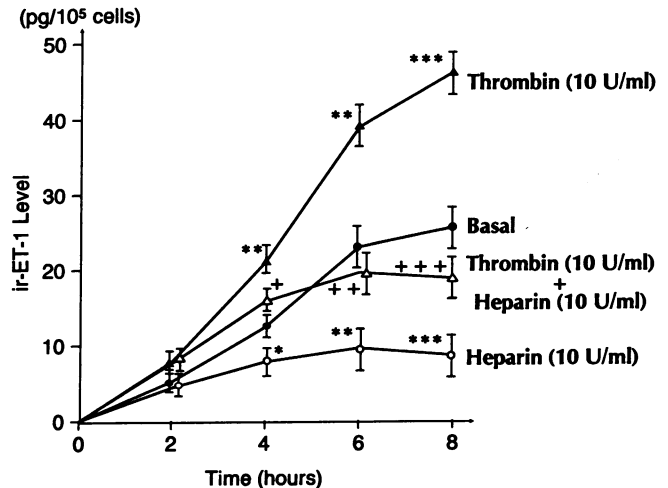 (pg/10⁵ cells)
50
***
Thrombin (10 U/ml)
40
**
ir-ET-1 Level
30
Basal
**
20
+
++
+++
Thrombin (10 U/ml)
+
Heparin (10 U/ml)
10
*
**
***
Heparin (10 U/ml)
0
0 2 4 6 8
Time (hours)